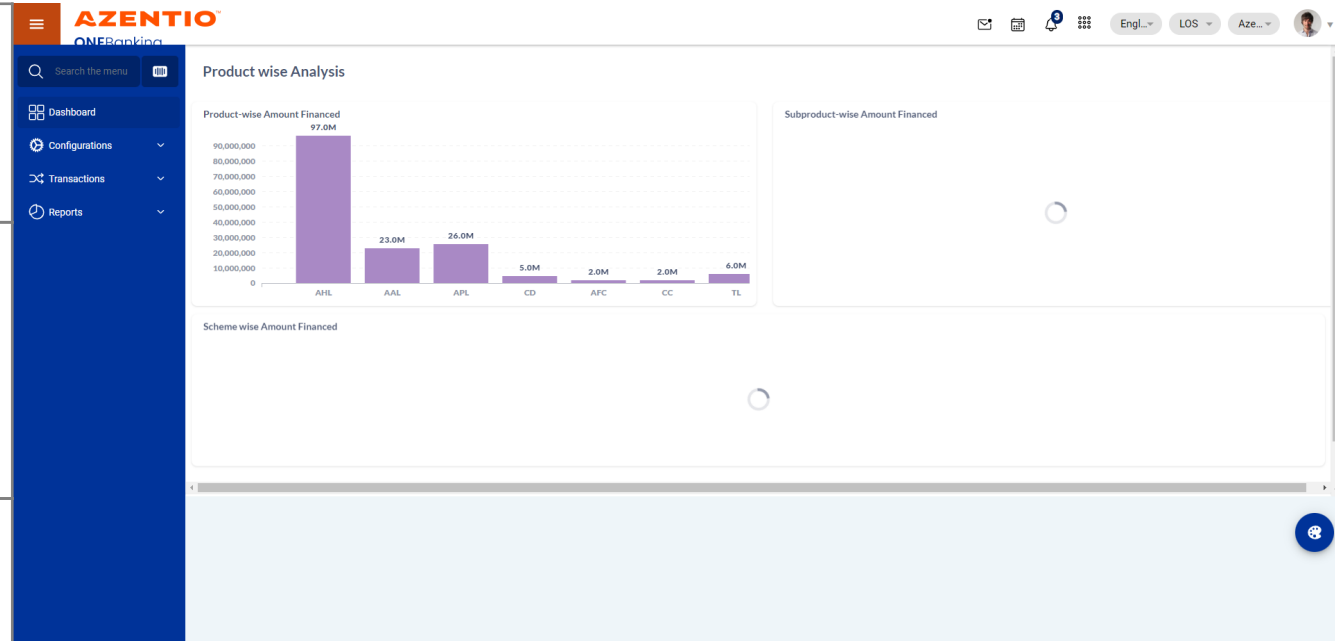 AZENTIO™
ONEBanking
3
Engl...
LOS
Aze...
Search the menu
Dashboard
Configurations
Transactions
Reports
Product wise Analysis
Product-wise Amount Financed
97.0M
90,000,000
80,000,000
70,000,000
60,000,000
50,000,000
40,000,000
30,000,000
20,000,000
10,000,000
0
23.0M
26.0M
5.0M
2.0M
2.0M
6.0M
AHL
AAL
APL
CD
AFC
CC
TL
Subproduct-wise Amount Financed
Scheme wise Amount Financed